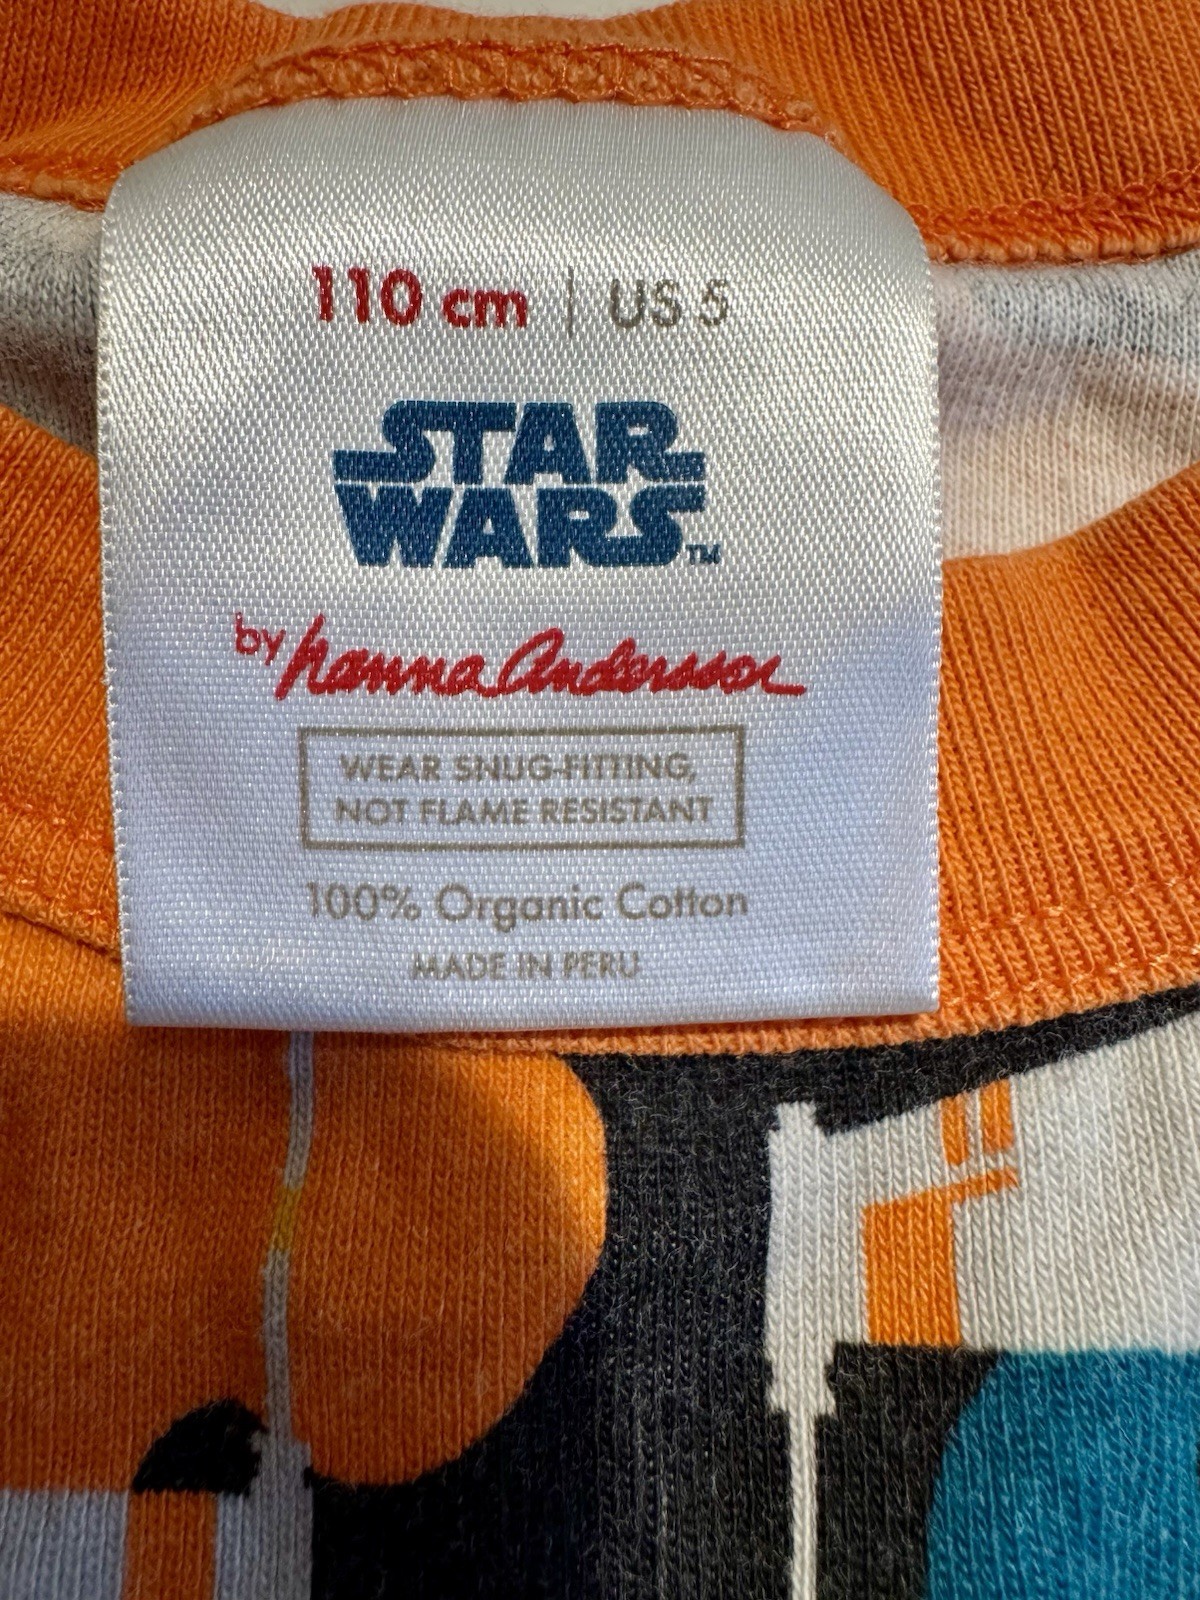 110 cm | US 5
STAR
WARS™
by hanna Andersson
WEAR SNUG-FITTING,
NOT FLAME RESISTANT
100% Organic Cotton
MADE IN PERU